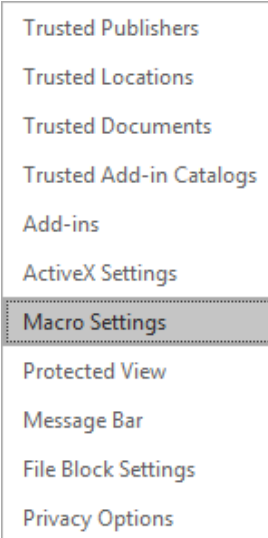 Trusted Publishers
Trusted Locations
Trusted Documents
Trusted Add-in Catalogs
Add-ins
ActiveX Settings
Macro Settings
Protected View
Message Bar
File Block Settings
Privacy Options